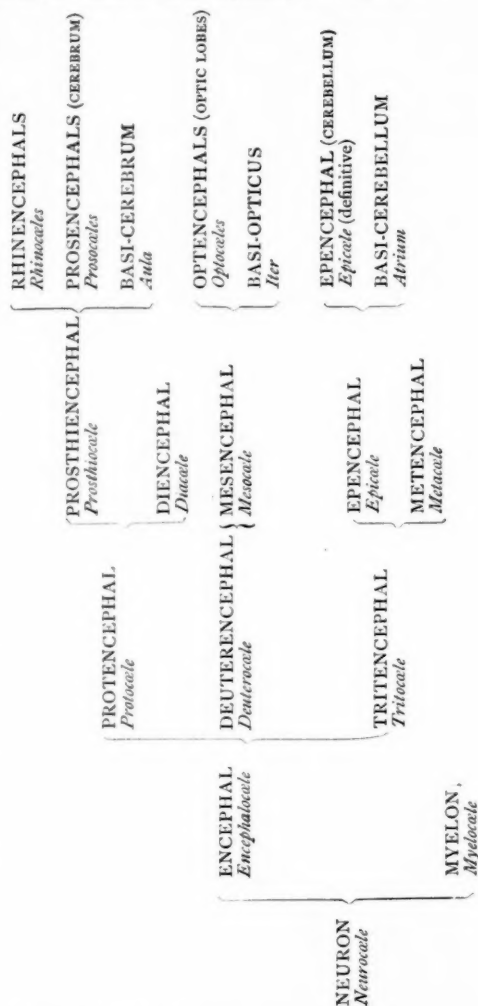 NEURON
Neurocœle
ENCEPHAL
Encephalocœle
MYELON,
Myelocœle
PROTENCEPHAL
Protocœle
DEUTERENCEPHAL
Deuterocœle
TRITENCEPHAL
Tritocœle
PROSTHIENCEPHAL
Prosthiocœle
DIENCEPHAL
Diacœle
MESENCEPHAL
Mesocœle
EPENCEPHAL
Epicœle
METENCEPHAL
Metacœle
RHINENCEPHALS
Rhinocœles
PROSENCEPHALS (CEREBRUM)
Prosocœles
BASI-CEREBRUM
Aula
OPTENCEPHALS (OPTIC LOBES)
Optocœles
BASI-OPTICUS
Iter
EPENCEPHAL (CEREBELLUM)
Epicœle (definitive)
BASI-CEREBELLUM
Atrium